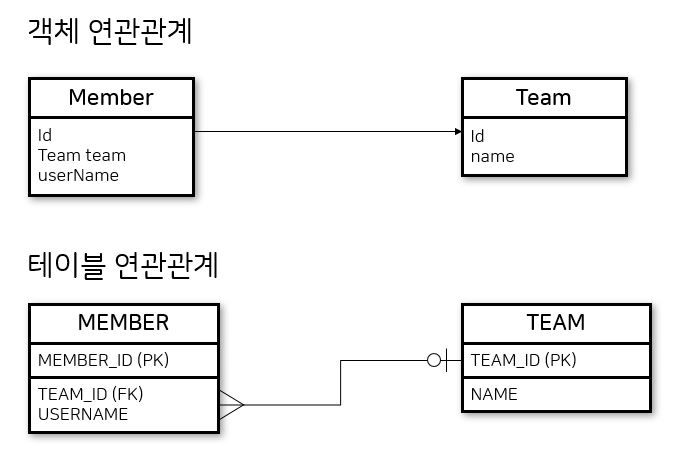 객체 연관관계
Member
Id
Team team
userName
Team
Id
name
테이블 연관관계
MEMBER
MEMBER_ID (PK)
TEAM_ID (FK)
USERNAME
TEAM
TEAM_ID (PK)
NAME